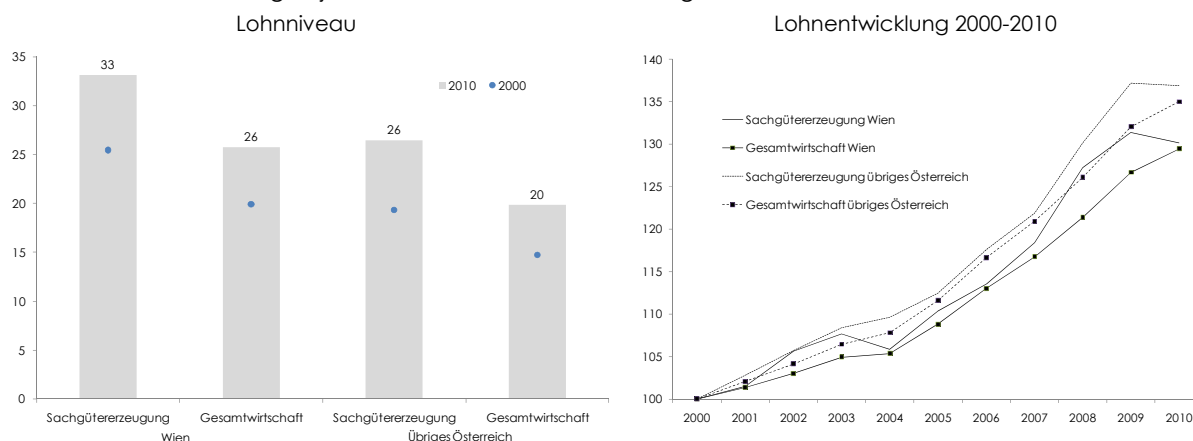 Lohnniveau
35
30
25
20
15
10
5
0
33
26
26
20
2010
2000
Sachgütererzeugung
Gesamtwirtschaft
Sachgütererzeugung
Gesamtwirtschaft
Wien
Übriges Österreich
Lohnentwicklung 2000-2010
140
135
130
125
120
115
110
105
100
Sachgütererzeugung Wien
Gesamtwirtschaft Wien
Sachgütererzeugung übriges Österreich
Gesamtwirtschaft übriges Österreich
2000 2001 2002 2003 2004 2005 2006 2007 2008 2009 2010